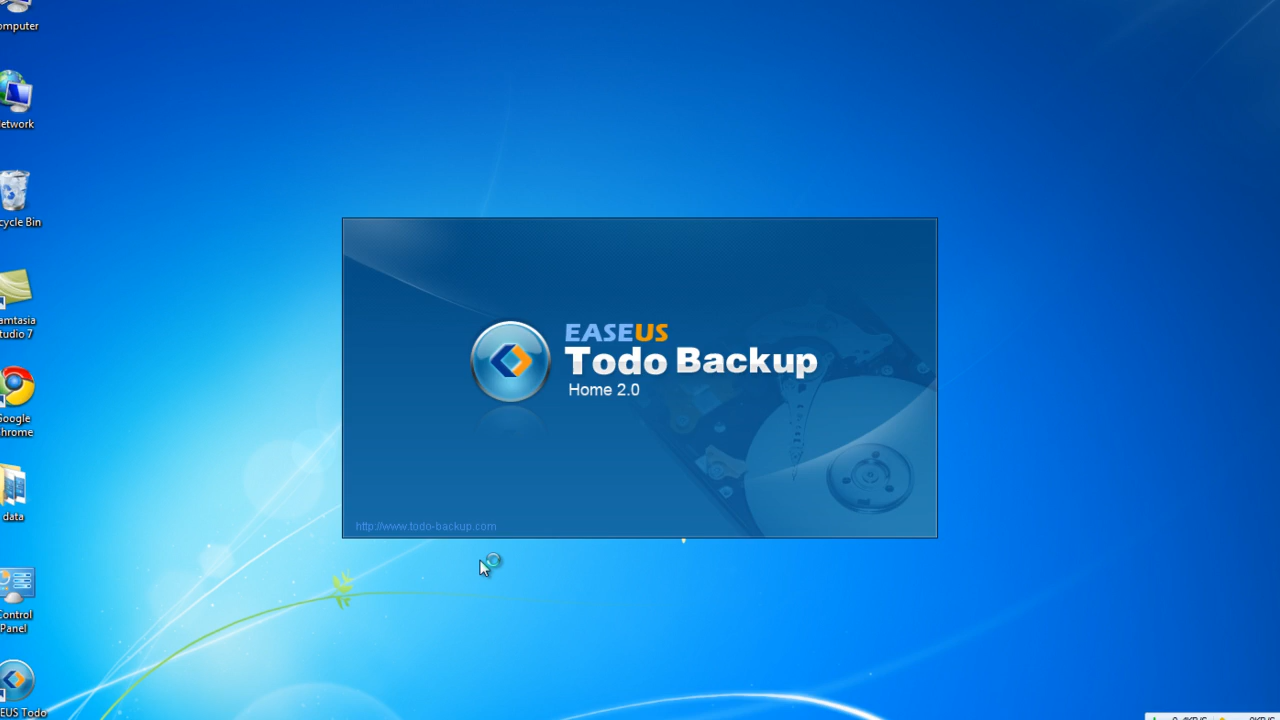 omputer
etwork
cycle Bin
amtasia
tudio 7
Google
hrome
data
Control
Panel
EUS Todo
EASEUS
Todo Backup
Home 2.0
http://www.todo-backup.com